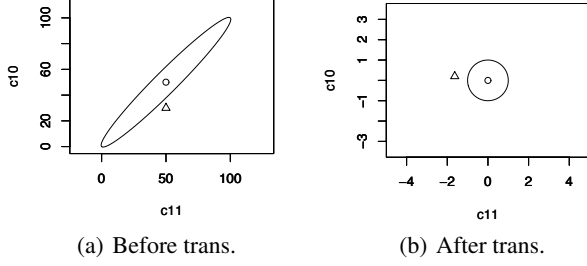 100
60
20
0
c10
0 50 100
c11
(a) Before trans.
3
2
1
−1
−3
c10
−4 −2 0 2 4
c11
(b) After trans.